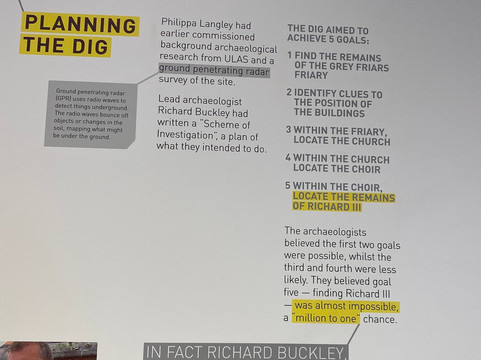 PLANNING
THE DIG
Philippa Langley had
earlier commissioned
background archaeological
research from ULAS and a
ground penetrating radar
survey of the site.
Lead archaeologist
Richard Buckley had
written a “Scheme of
Investigation”, a plan of
what they intended to do.
Ground penetrating radar
(GPR) uses radio waves to
detect things underground.
The radio waves bounce off
objects or changes in the
soil, mapping what might
be under the ground.
THE DIG AIMED TO
ACHIEVE 5 GOALS:
1 FIND THE REMAINS
OF THE GREY FRIARS
FRIARY
2 IDENTIFY CLUES TO
THE POSITION OF
THE BUILDINGS
3 WITHIN THE FRIARY,
LOCATE THE CHURCH
4 WITHIN THE CHURCH
LOCATE THE CHOIR
5 WITHIN THE CHOIR,
LOCATE THE REMAINS
OF RICHARD III
The archaeologists
believed the first two goals
were possible, whilst the
third and fourth were less
likely. They believed goal
five — finding Richard III
— was almost impossible,
a “million to one” chance.
IN FACT RICHARD BUCKLEY,